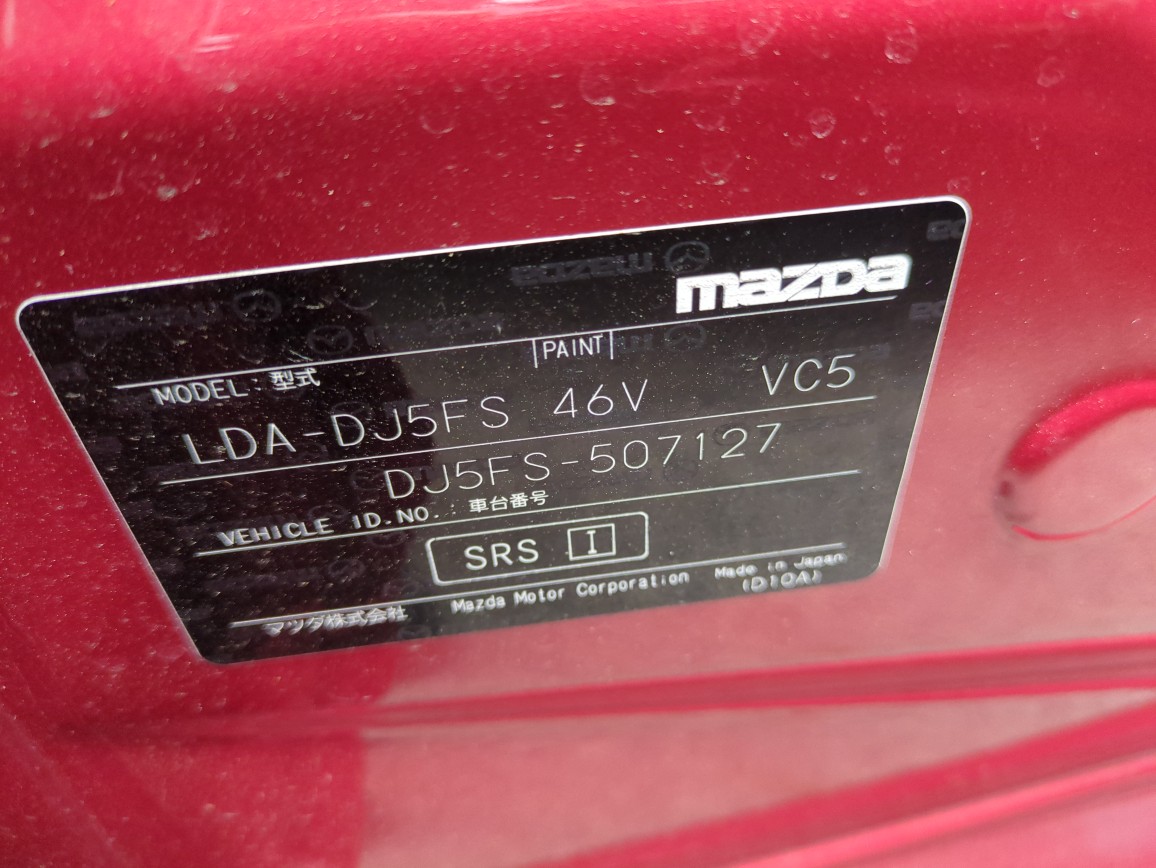 mazda
PAINT
MODEL : 型式
LDA-DJ5FS 46V VC5
DJ5FS-507127
VEHICLE ID.NO. : 車台番号
SRS I
マツダ株式会社 Mazda Motor Corporation Made in Japan
(D10A)